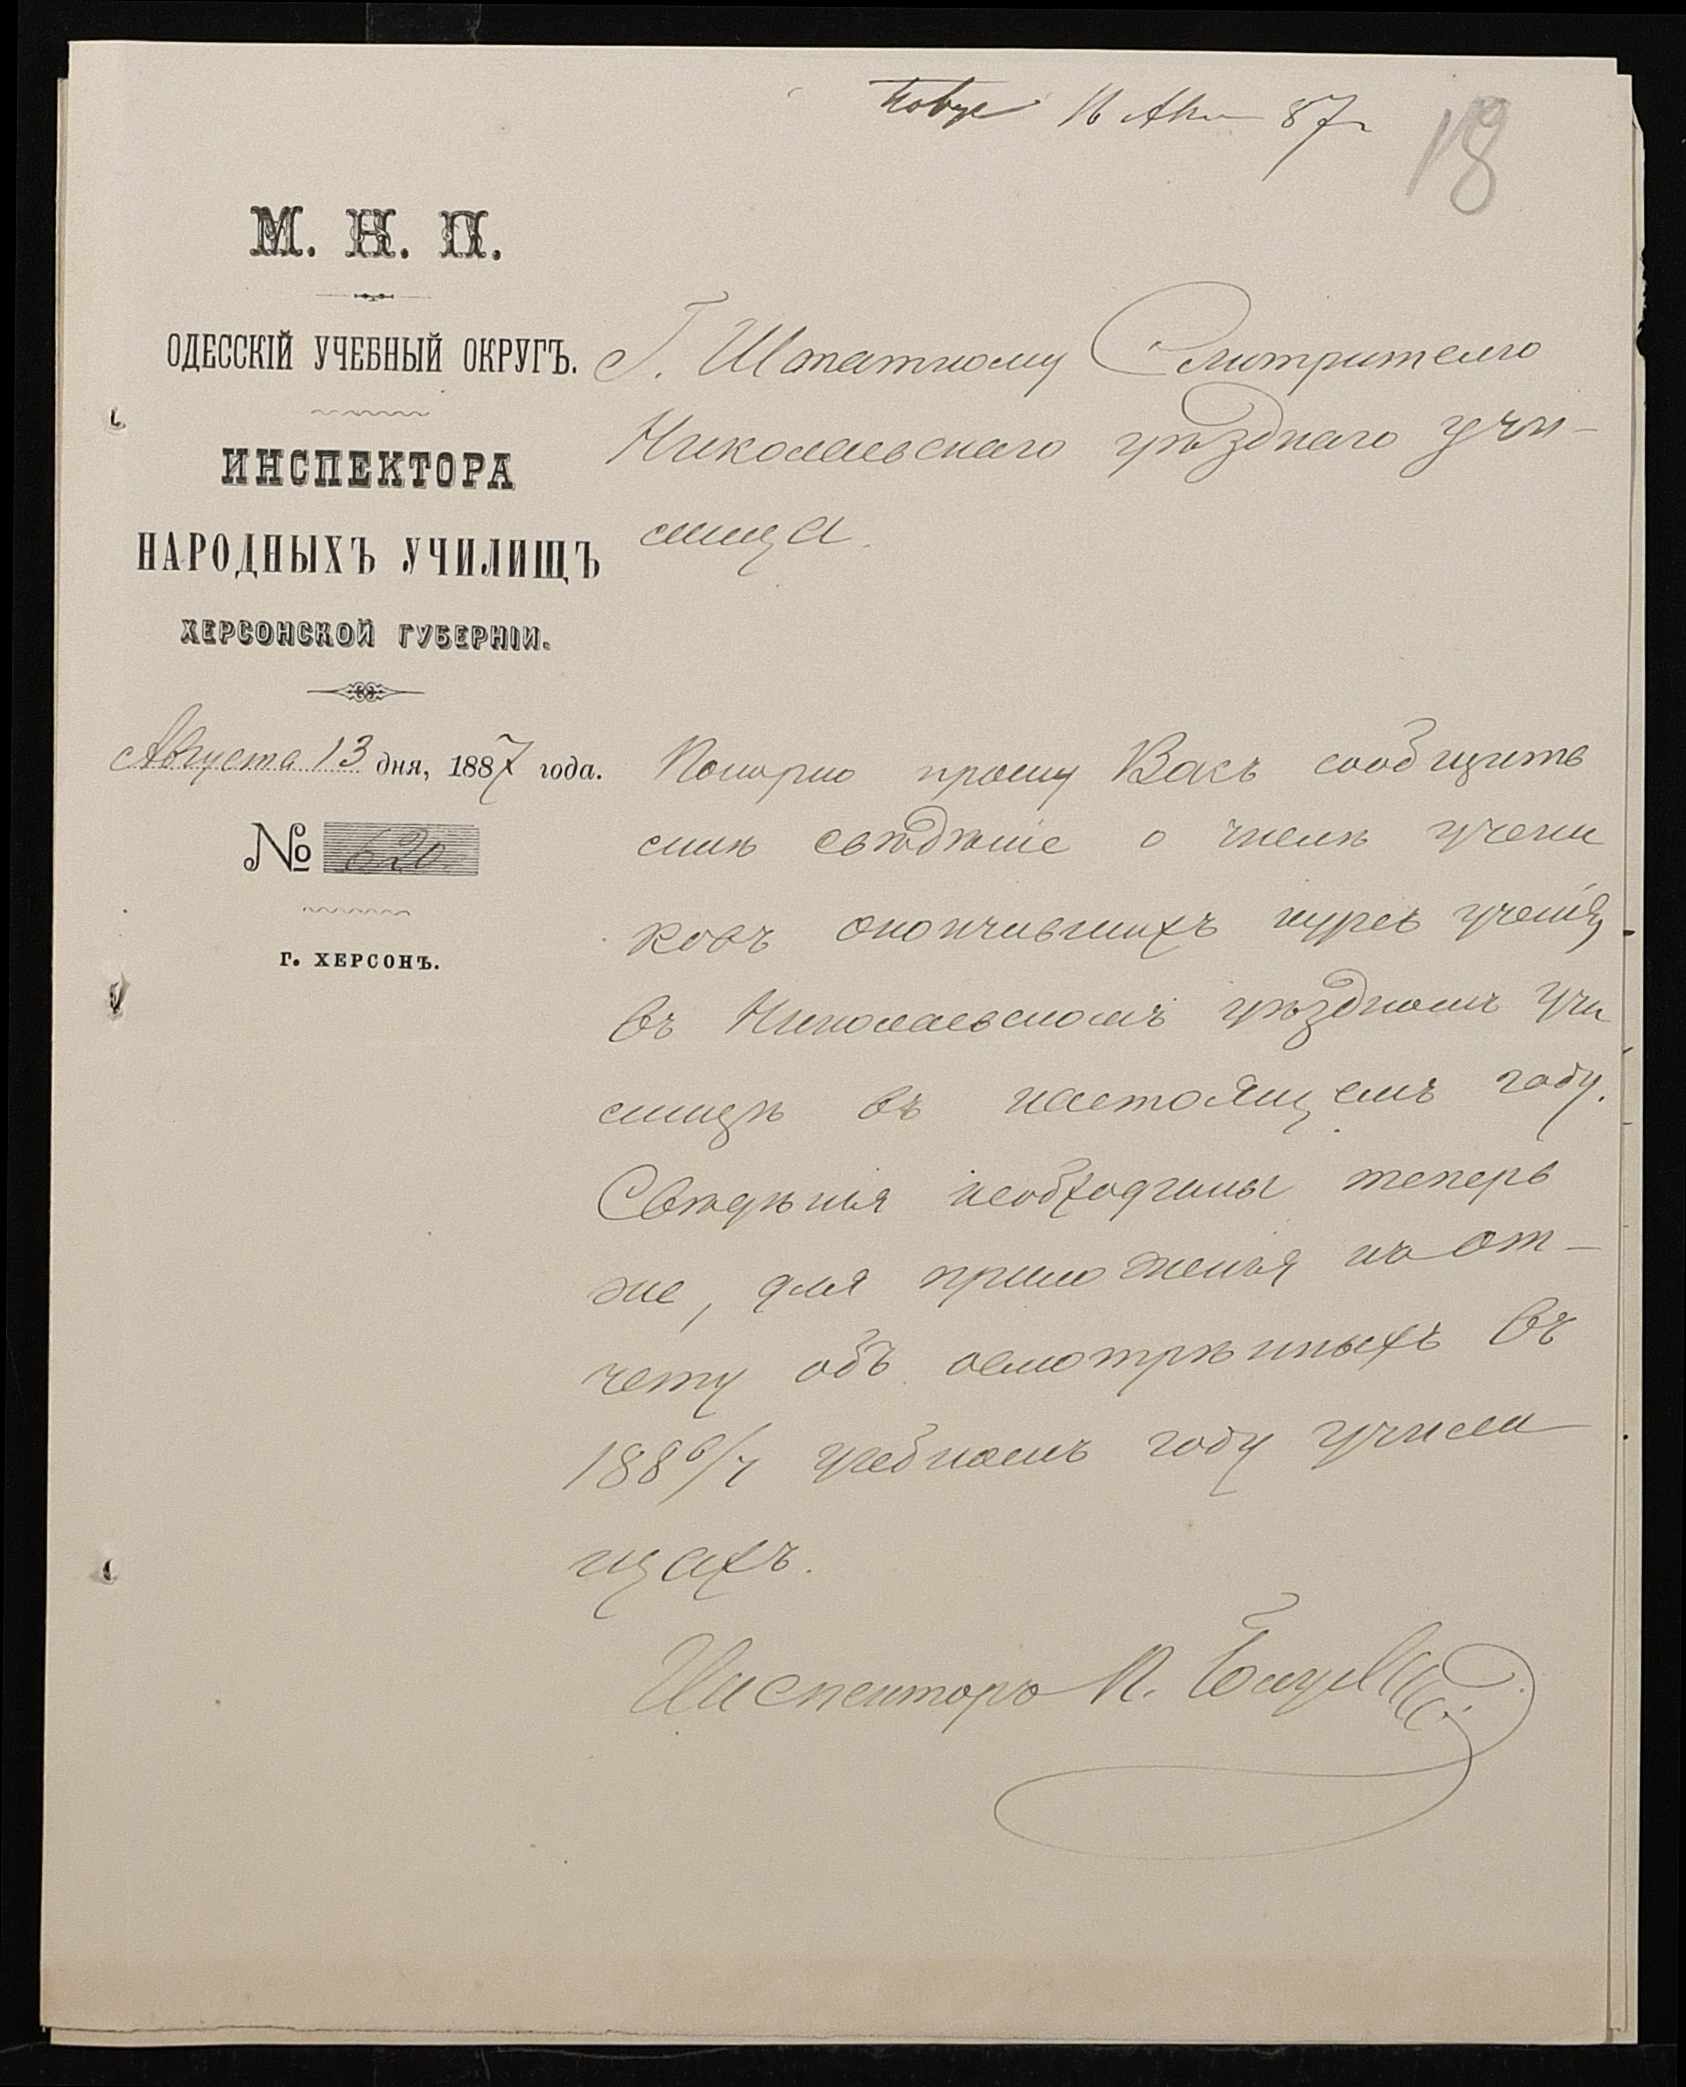 16 Авг 87 г
18
М. Н. П.
ОДЕССКІЙ УЧЕБНЫЙ ОКРУГЪ.
ИНСПЕКТОРА
НАРОДНЫХЪ УЧИЛИЩЪ
ХЕРСОНСКОЙ ГУБЕРНІИ.
Августа 13 дня, 1887 года.
№ 620
Г. ХЕРСОНЪ.
Г. Штатному Смотрителю
Николаевскаго уѣзднаго учи-
лища.
Покорно прошу Васъ сообщить
мнѣ свѣдѣніе о числѣ учени
ковъ окончившихъ курсъ ученія
въ Николаевскомъ уѣздномъ учи
лищѣ въ настоящемъ году.
Свѣдѣнія необходимы теперь
же, для приложенія къ от-
чету объ осмотрѣнныхъ въ
1886/7 учебномъ году учили
щахъ.
Инспекторъ П.